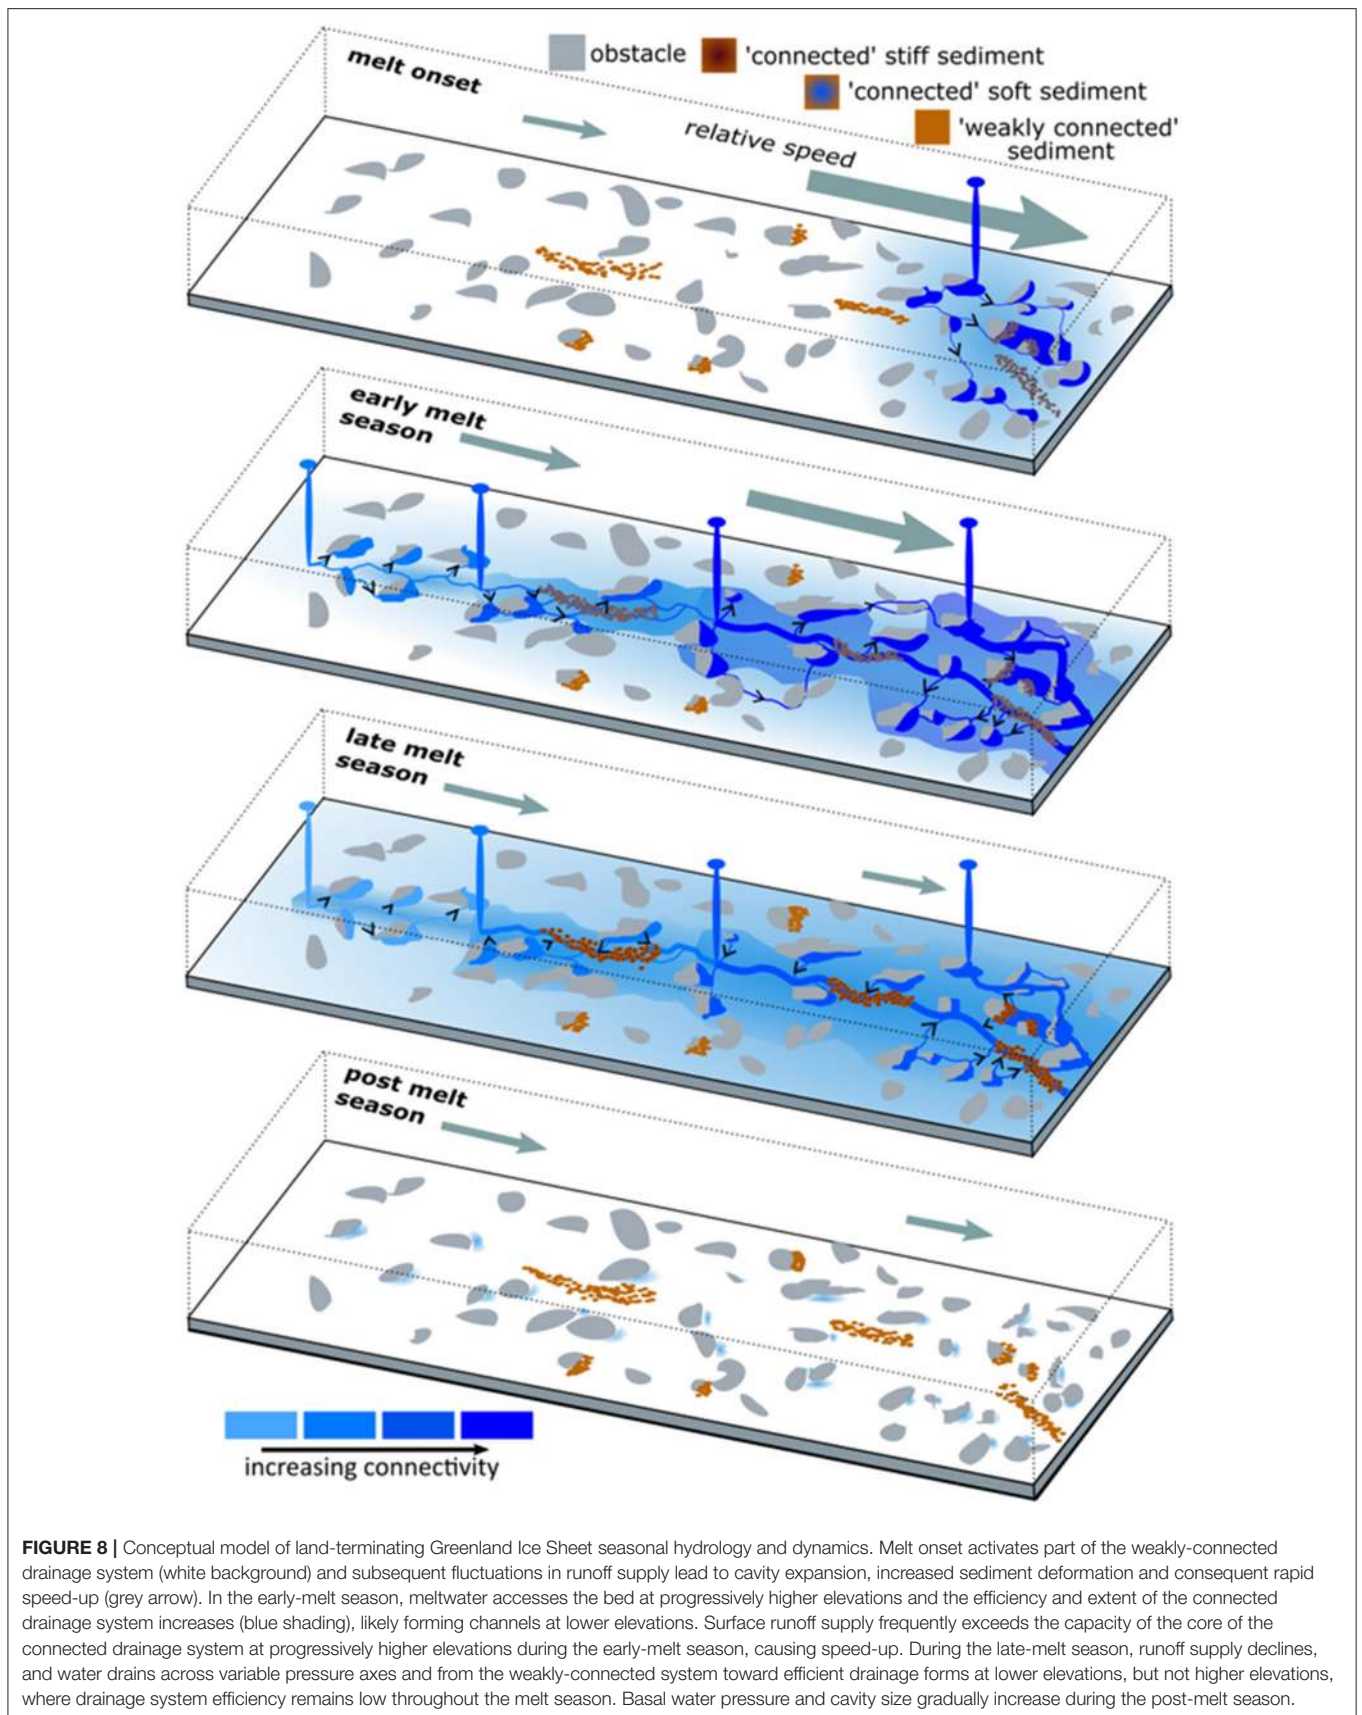 melt onset
obstacle
'connected' stiff sediment
'connected' soft sediment
'weakly connected'
sediment
relative speed
early melt
season
late melt
season
post melt
season
increasing connectivity
FIGURE 8 | Conceptual model of land-terminating Greenland Ice Sheet seasonal hydrology and dynamics. Melt onset activates part of the weakly-connected
drainage system (white background) and subsequent fluctuations in runoff supply lead to cavity expansion, increased sediment deformation and consequent rapid
speed-up (grey arrow). In the early-melt season, meltwater accesses the bed at progressively higher elevations and the efficiency and extent of the connected
drainage system increases (blue shading), likely forming channels at lower elevations. Surface runoff supply frequently exceeds the capacity of the core of the
connected drainage system at progressively higher elevations during the early-melt season, causing speed-up. During the late-melt season, runoff supply declines,
and water drains across variable pressure axes and from the weakly-connected system toward efficient drainage forms at lower elevations, but not higher elevations,
where drainage system efficiency remains low throughout the melt season. Basal water pressure and cavity size gradually increase during the post-melt season.